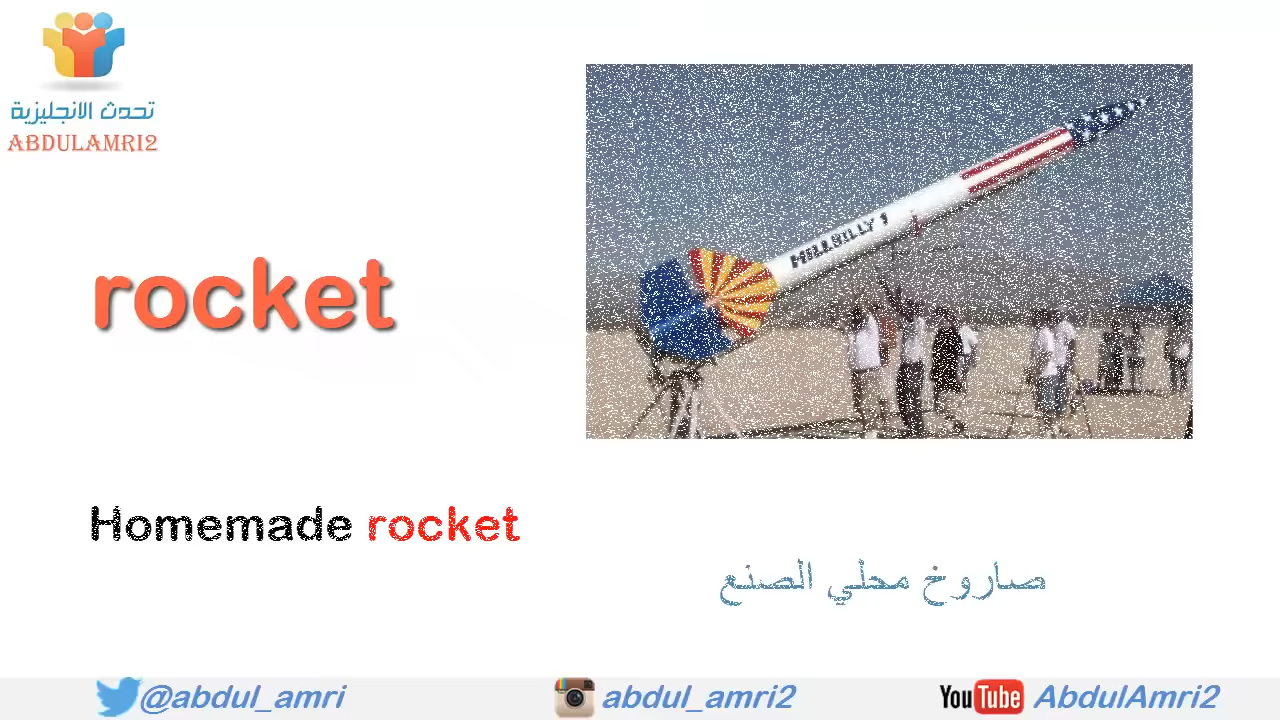 تحدث الانجليزية
ABDULAMRI2
HILLBILLY 1
rocket
Homemade rocket
صاروخ محلي الصنع
@abdul_amri
abdul_amri2
YouTube AbdulAmri2